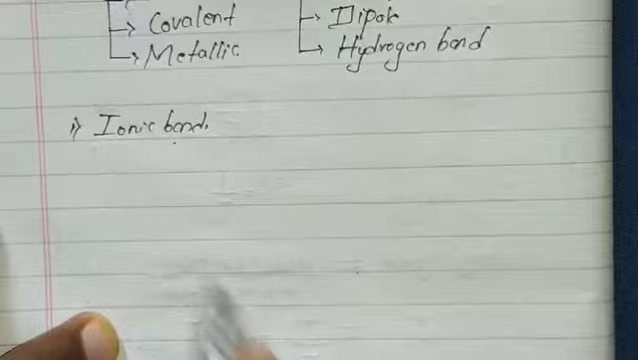 Covalent
Metallic
Dipole
Hydrogen bond
i) Ionic bond.